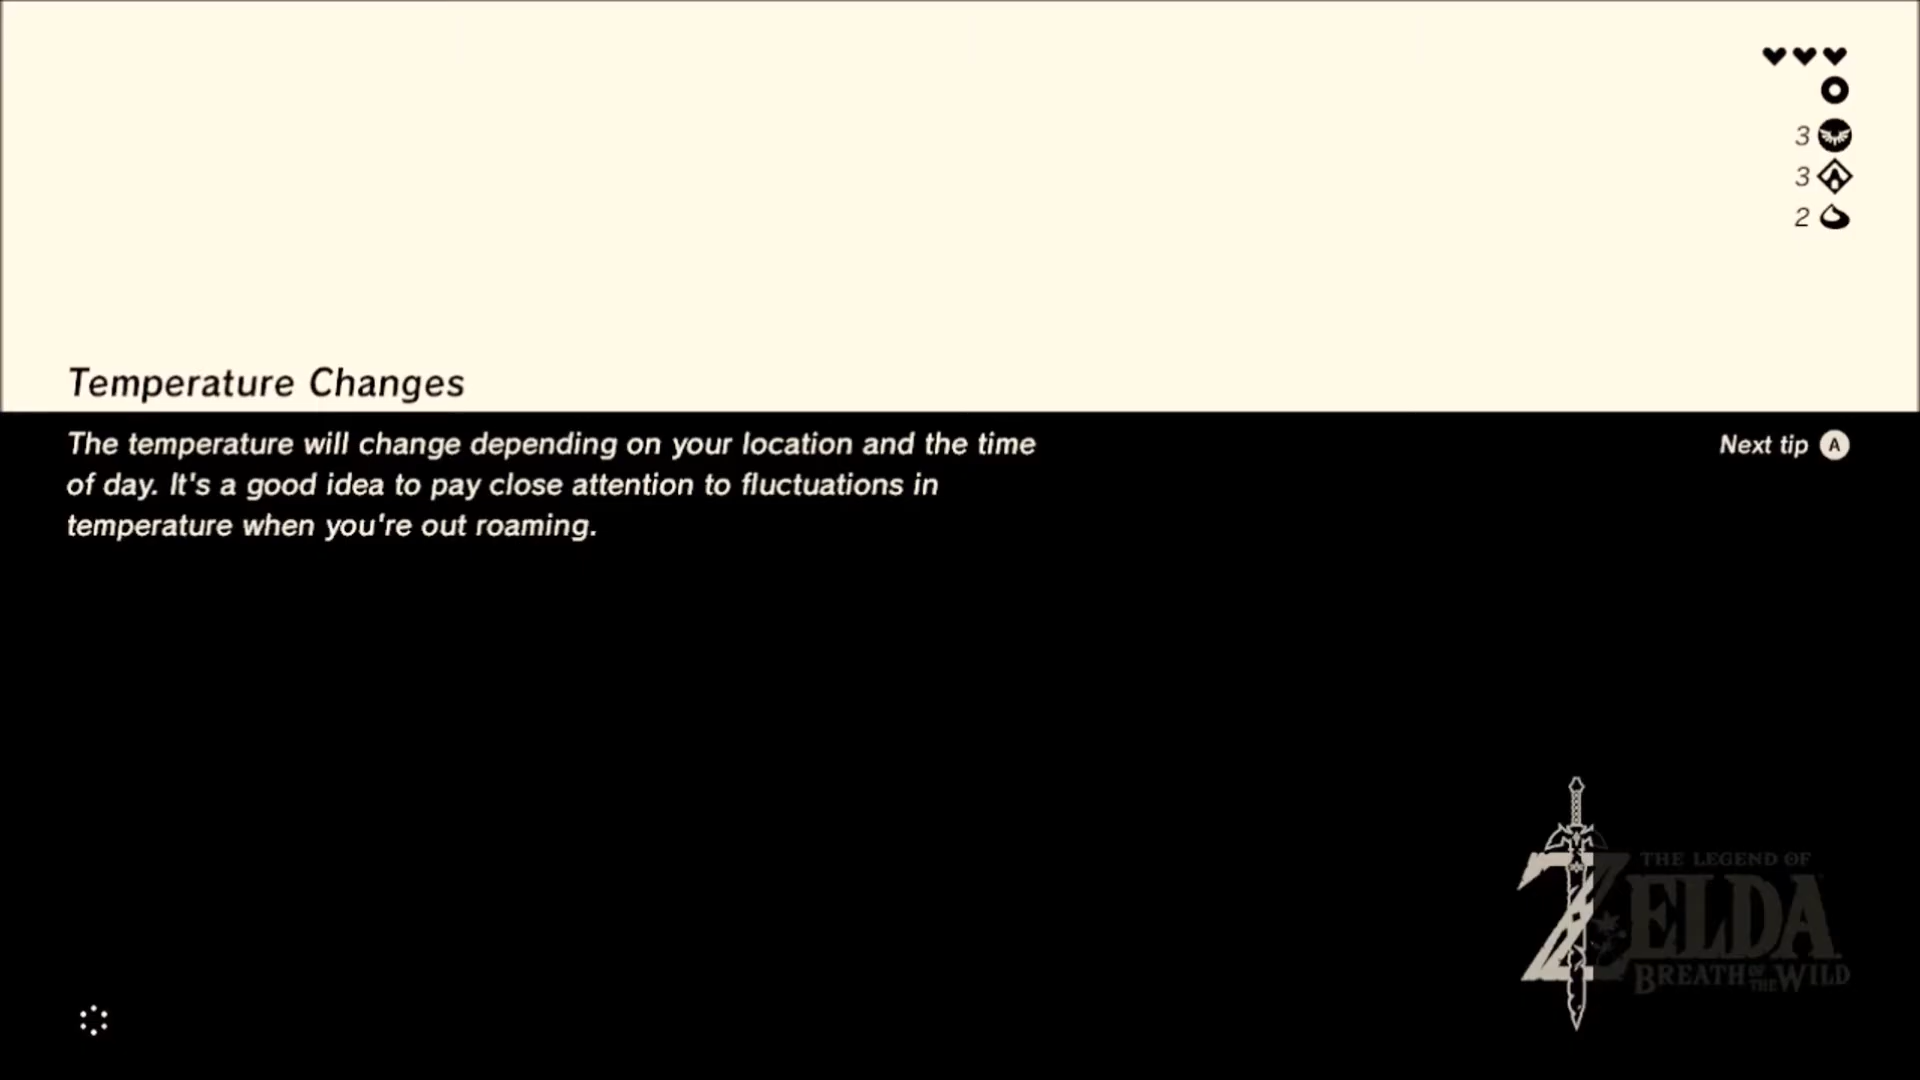 3
3
2
Temperature Changes
The temperature will change depending on your location and the time
of day. It's a good idea to pay close attention to fluctuations in
temperature when you're out roaming.
Next tip A
THE LEGEND OF
ZELDA
BREATH OF THE WILD